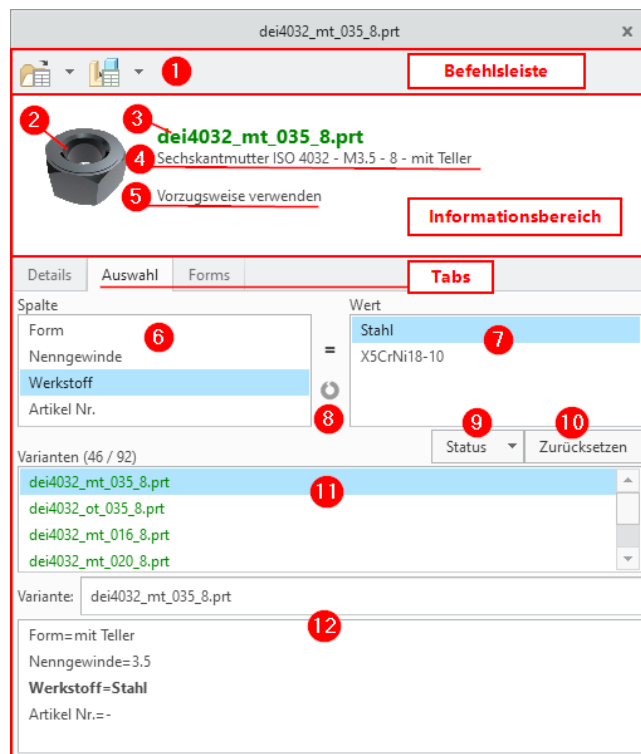 dei4032_mt_035_8.prt x
1 Befehlsleiste
2 3 dei4032_mt_035_8.prt
4 Sechskantmutter ISO 4032 - M3.5 - 8 - mit Teller
5 Vorzugsweise verwenden
Informationsbereich
Details Auswahl Forms Tabs
Spalte Wert
Form 6 Stahl 7
Nenngewinde = X5CrNi18-10
Werkstoff
Artikel Nr. 8
9 10
Status Zurücksetzen
Varianten (46 / 92)
dei4032_mt_035_8.prt 11
dei4032_ot_035_8.prt
dei4032_mt_016_8.prt
dei4032_mt_020_8.prt
Variante: dei4032_mt_035_8.prt
12
Form=mit Teller
Nenngewinde=3.5
Werkstoff=Stahl
Artikel Nr.=-